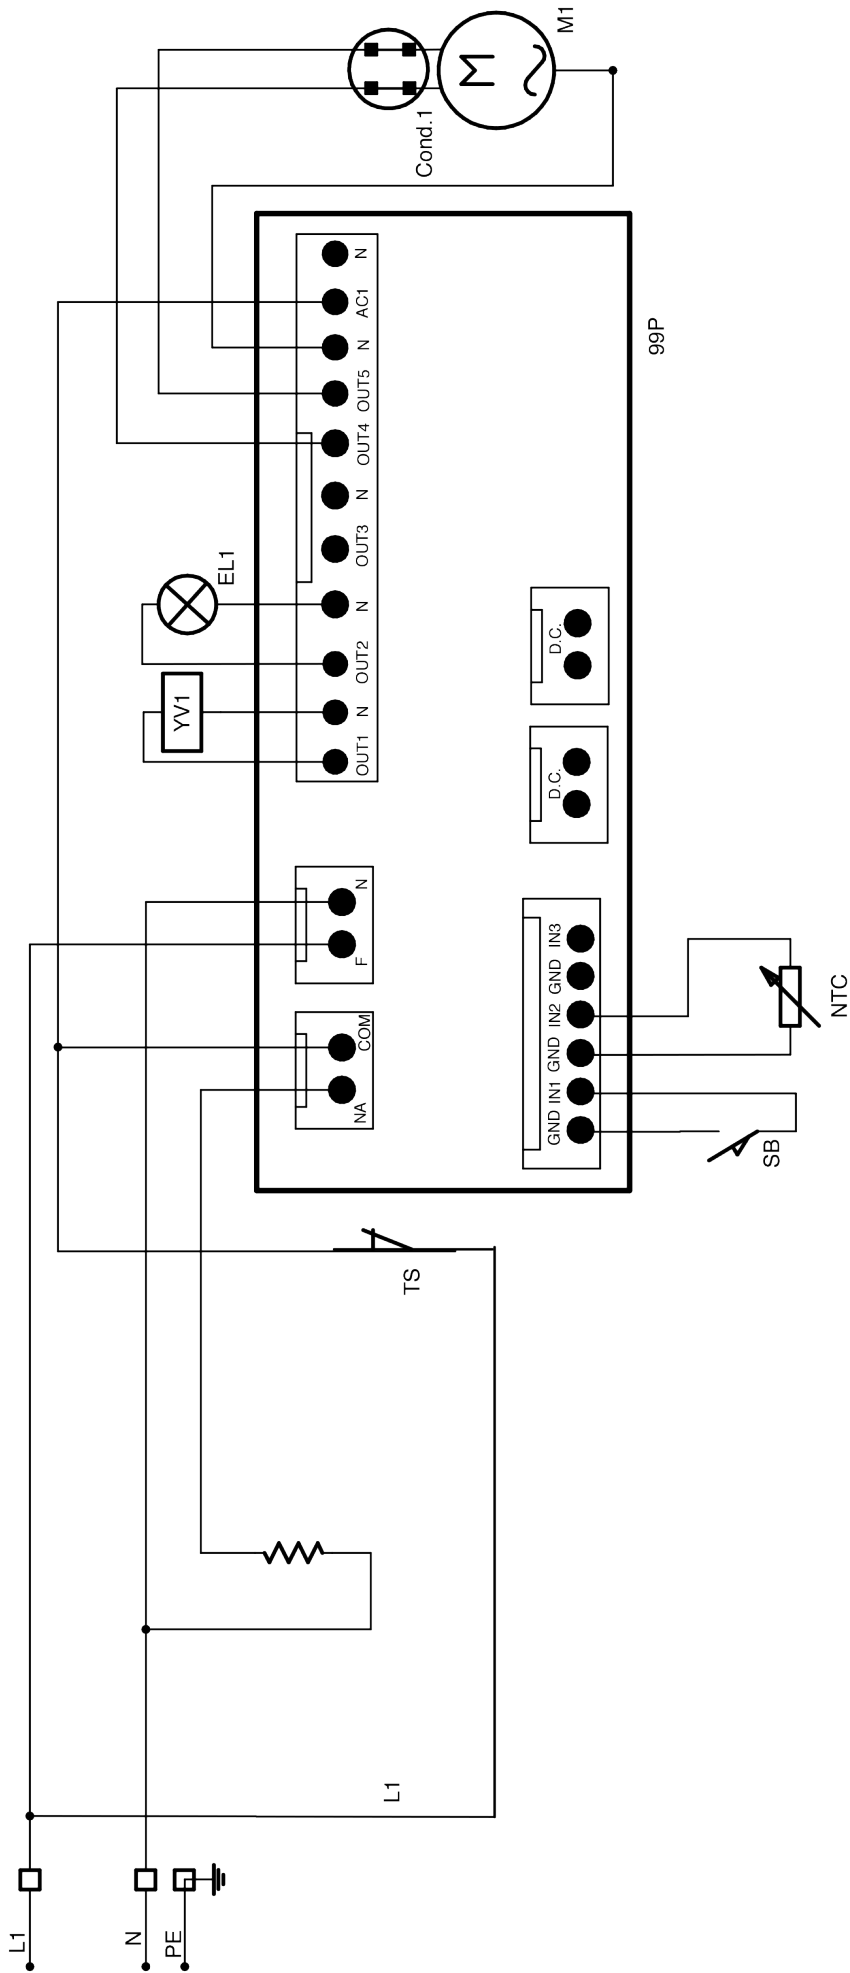 M1
M
Cond.1
N
AC1
N
OUT5
OUT4
N
OUT3
N
OUT2
N
OUT1
99P
EL1
YV1
D.C.
D.C.
N
F
COM
NA
IN3
GND
IN2
GND
IN1
GND
NTC
SB
TS
L1
L1
N
PE